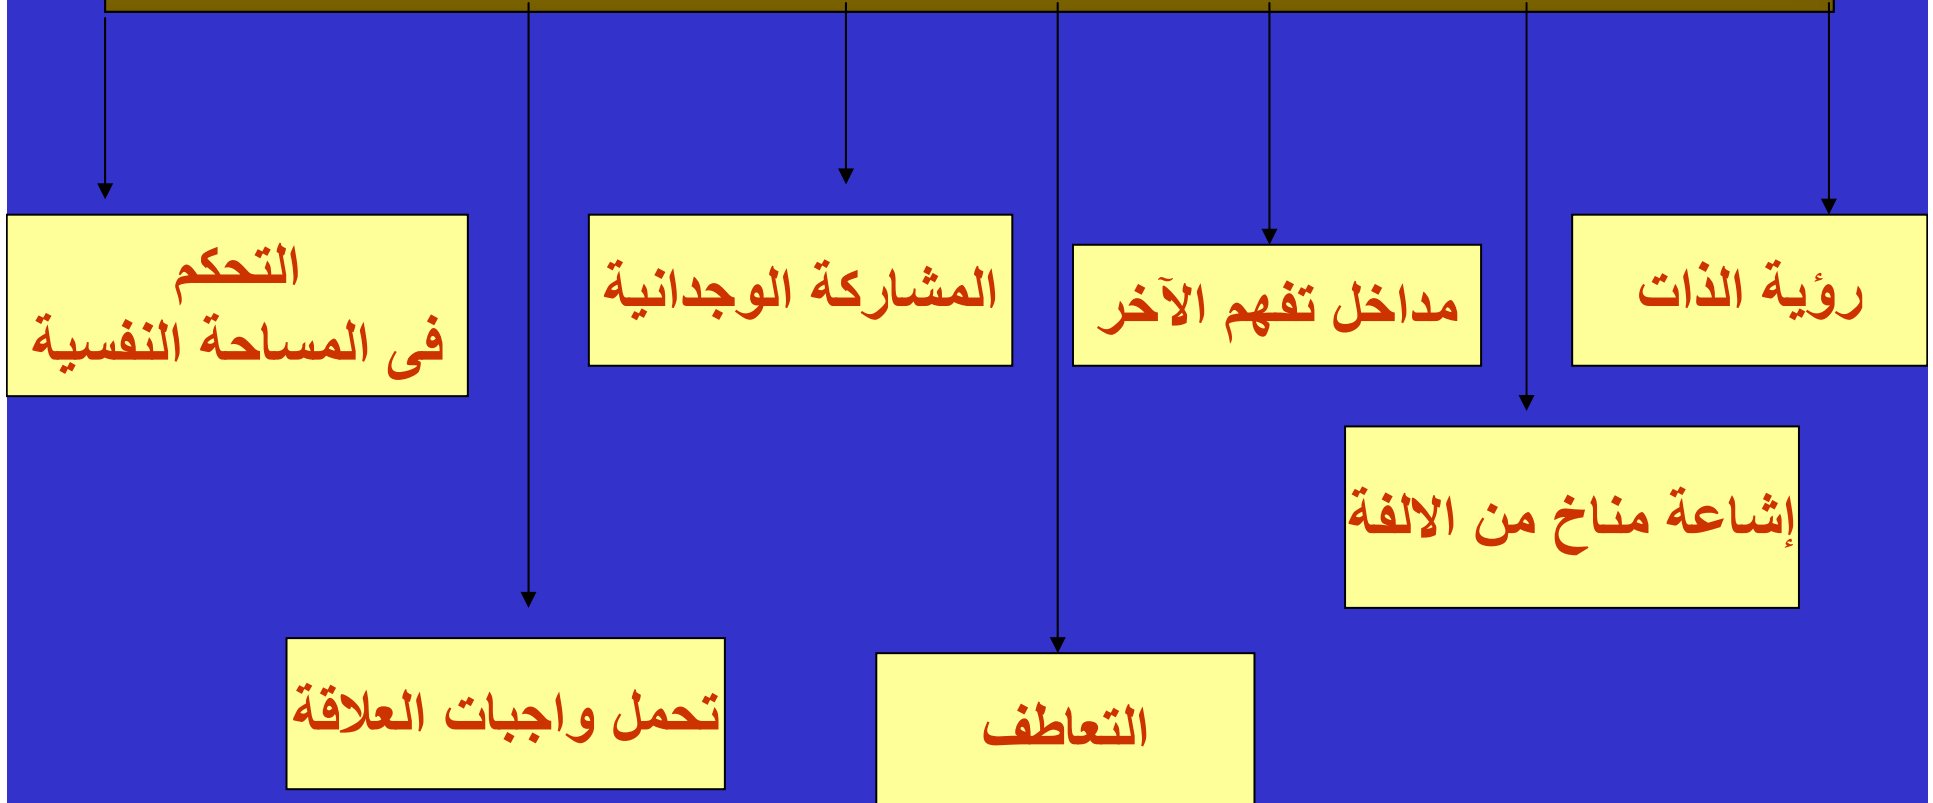 رؤية الذات
مداخل تفهم الآخر
المشاركة الوجدانية
التحكم
فى المساحة النفسية
إشاعة مناخ من الالفة
التعاطف
تحمل واجبات العلاقة